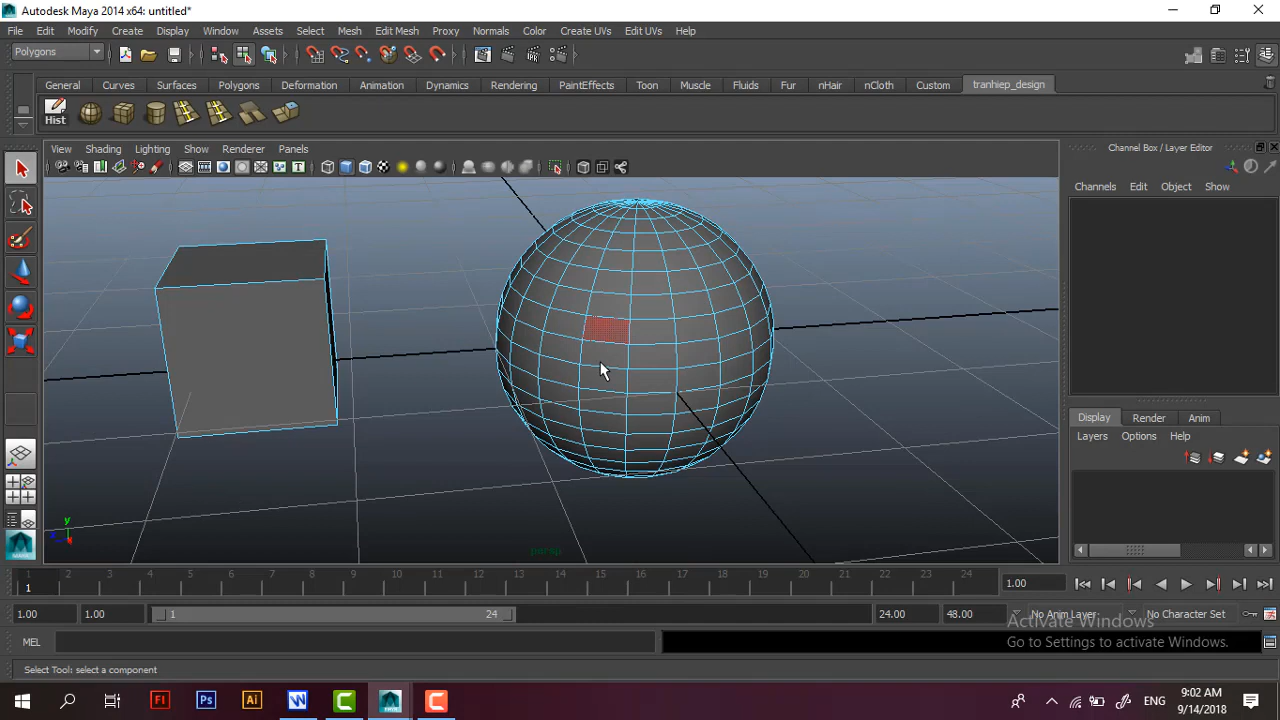 Autodesk Maya 2014 x64: untitled*
File Edit Modify Create Display Window Assets Select Mesh Edit Mesh Proxy Normals Color Create UVs Edit UVs Help
Polygons
General Curves Surfaces Polygons Deformation Animation Dynamics Rendering PaintEffects Toon Muscle Fluids Fur nHair nCloth Custom tranhiep_design
Hist
View Shading Lighting Show Renderer Panels
Channel Box / Layer Editor
Channels Edit Object Show
Display Render Anim
Layers Options Help
y
x
persp
1 2 3 4 5 6 7 8 9 10 11 12 13 14 15 16 17 18 19 20 21 22 23 24
1
1.00
1.00 1.00 1 24 24.00 48.00 No Anim Layer No Character Set
Activate Windows
Go to Settings to activate Windows.
MEL
Select Tool: select a component
Fl Ps Ai W
ENG
9:02 AM
9/14/2018